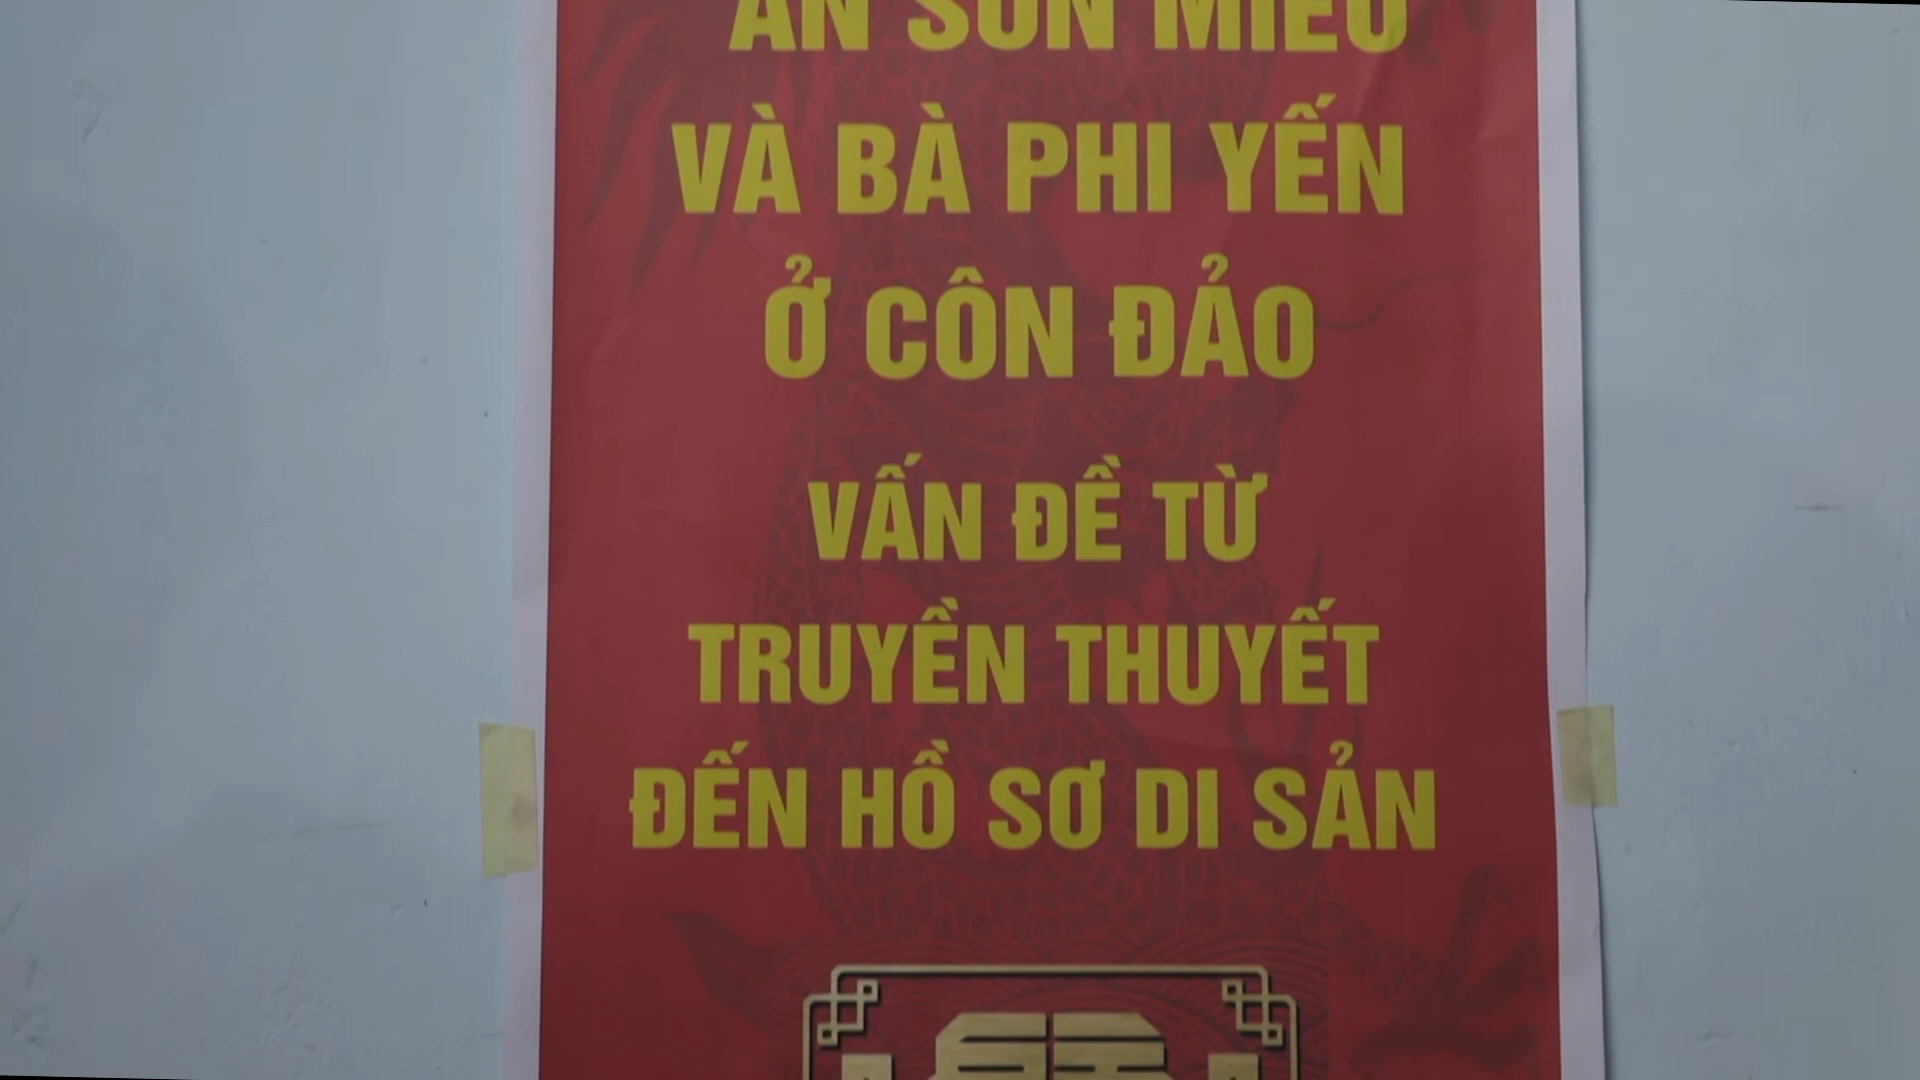 AN SƠN MIẾU
VÀ BÀ PHI YẾN
Ở CÔN ĐẢO
VẤN ĐỀ TỪ
TRUYỀN THUYẾT
ĐẾN HỒ SƠ DI SẢN